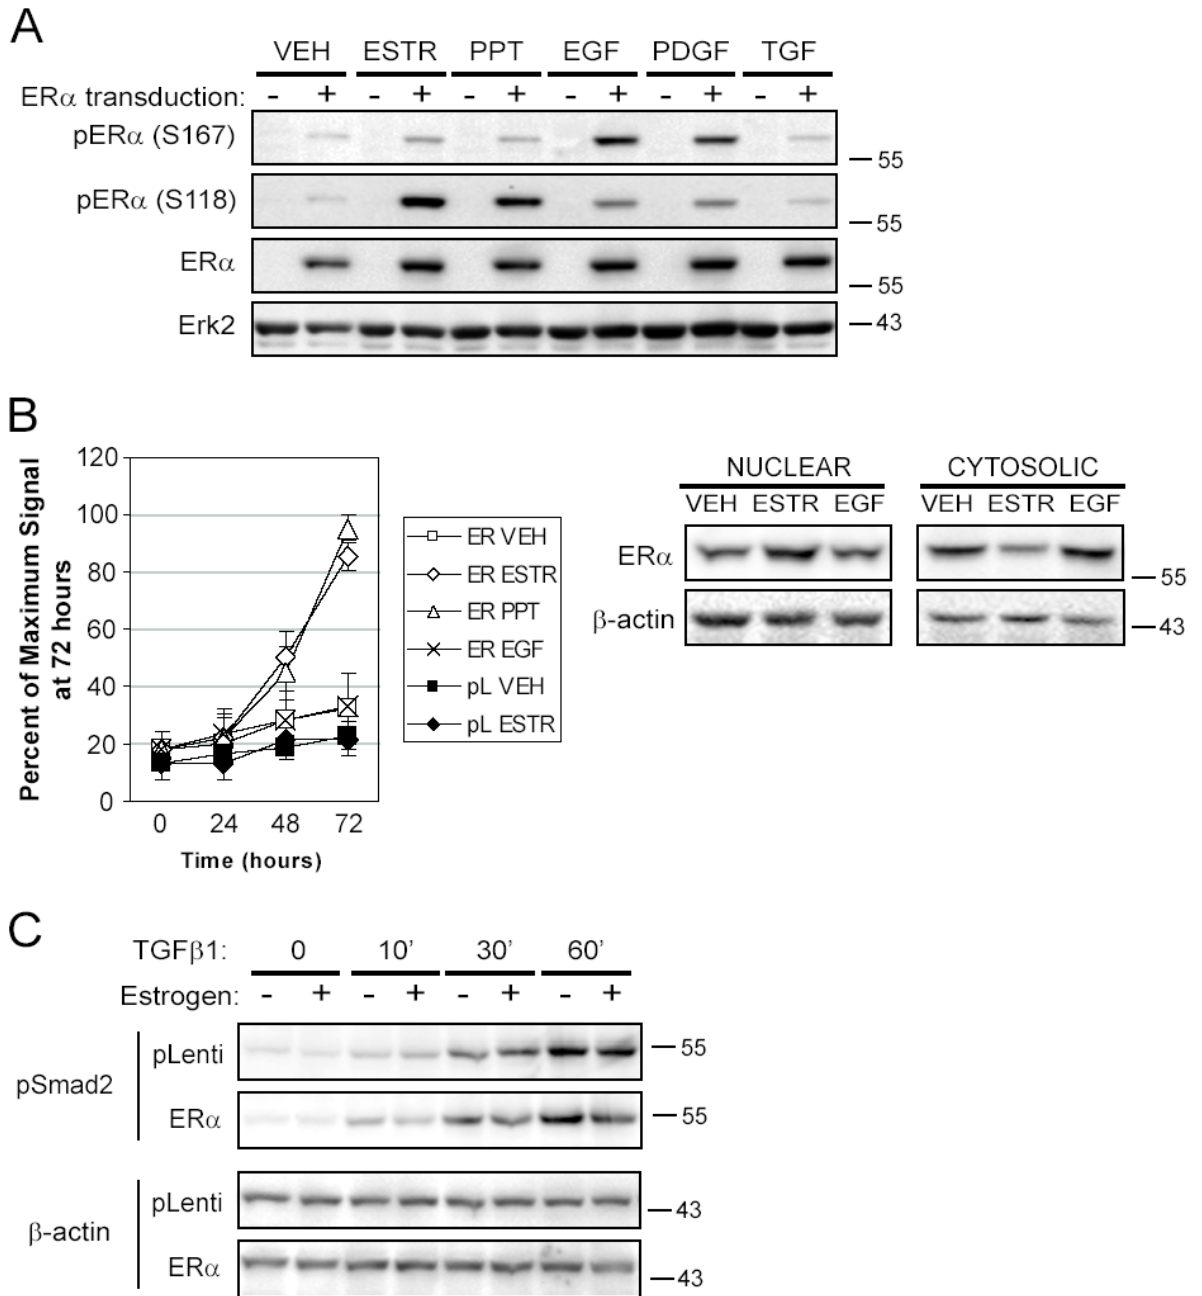 A
VEH ESTR PPT EGF PDGF TGF
ERα transduction: - + - + - + - + - + - +
pERα (S167)
55
pERα (S118)
55
ERα
55
Erk2
43
B
Percent of Maximum Signal
at 72 hours
120
100
80
60
40
20
0
0 24 48 72
Time (hours)
ER VEH
ER ESTR
ER PPT
ER EGF
pL VEH
pL ESTR
NUCLEAR CYTOSOLIC
VEH ESTR EGF VEH ESTR EGF
ERα
55
β-actin
43
C
TGFβ1: 0 10' 30' 60'
Estrogen: - + - + - + - +
pSmad2
pLenti
55
ERα
55
β-actin
pLenti
43
ERα
43